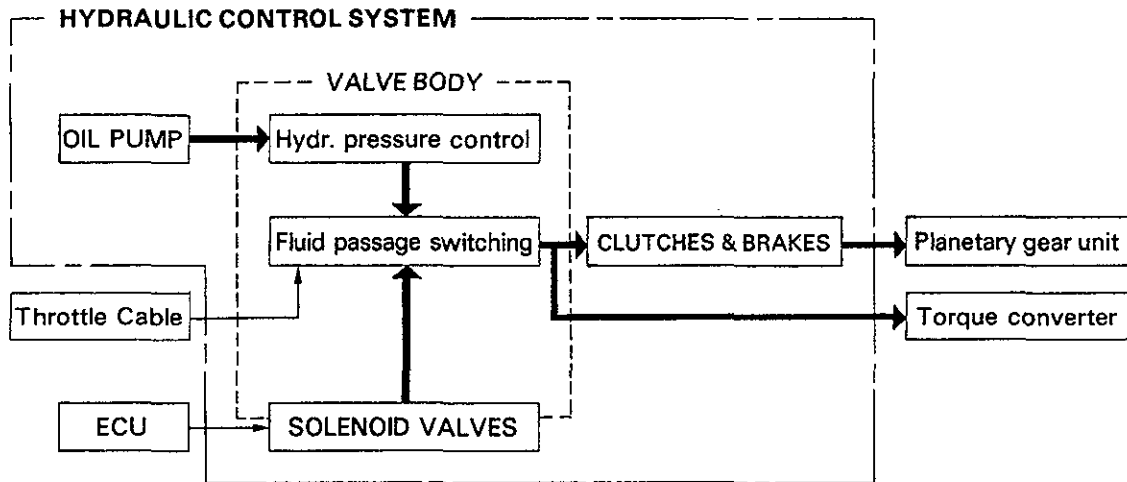 HYDRAULIC CONTROL SYSTEM
VALVE BODY
OIL PUMP
Hydr. pressure control
Fluid passage switching
CLUTCHES & BRAKES
Planetary gear unit
Throttle Cable
Torque converter
ECU
SOLENOID VALVES